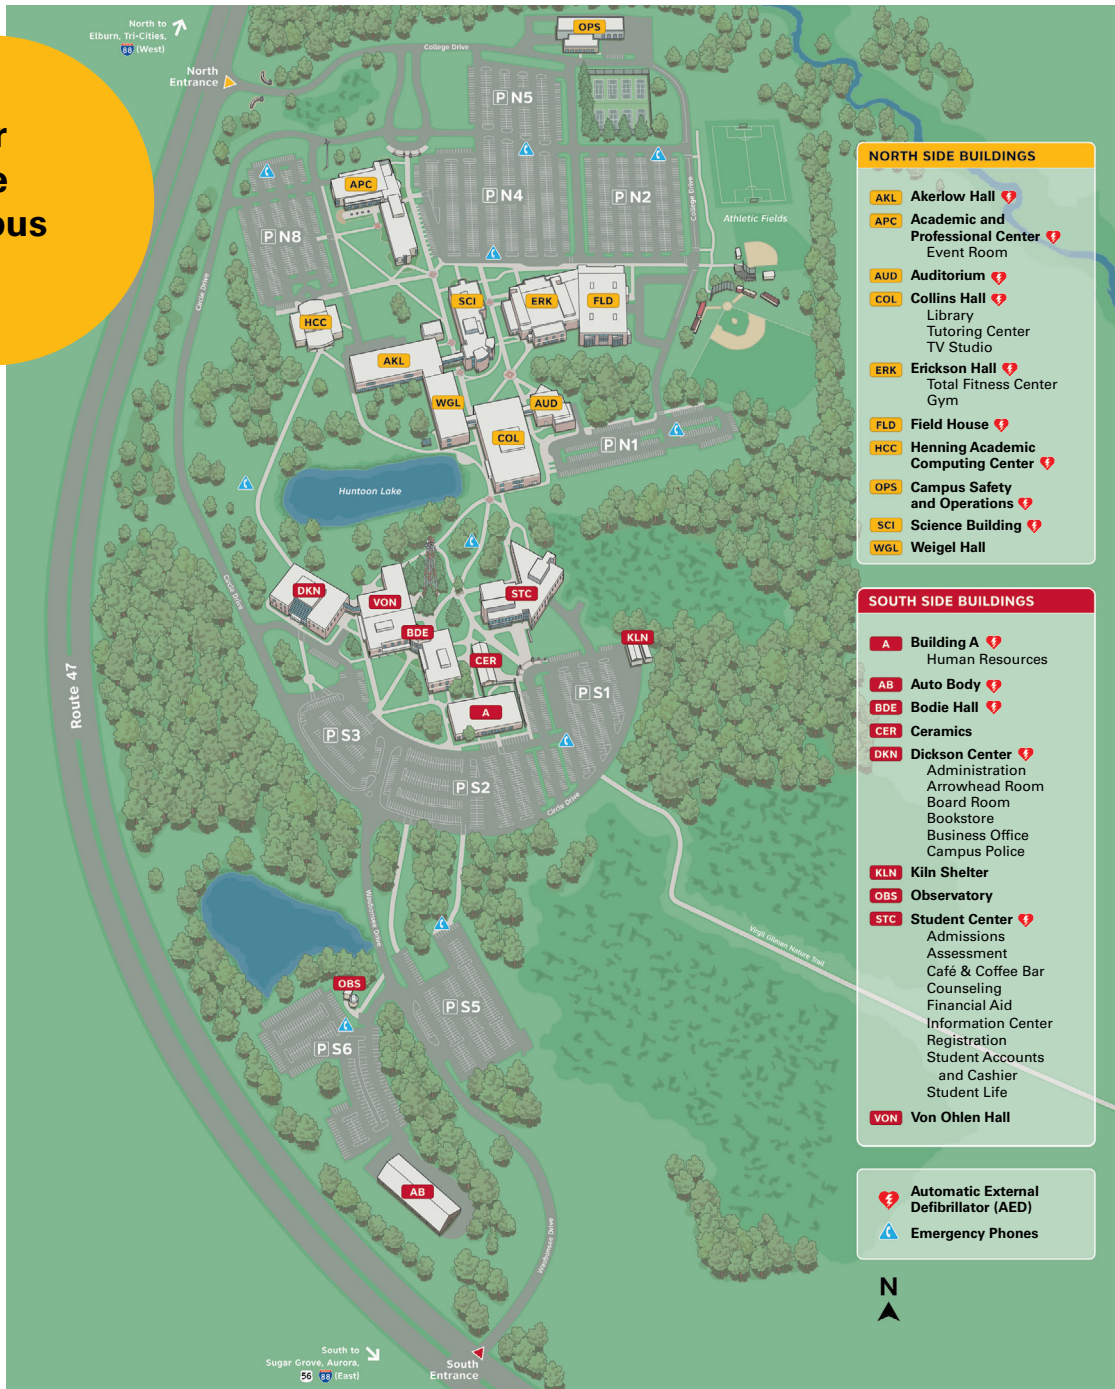 North to
Elburn, Tri-Cities,
88 (West)
North
Entrance
College Drive
OPS
P N5
APC
P N4
P N2
College Drive
Athletic Fields
P N8
Circle Drive
HCC
SCI
ERK
FLD
AKL
WGL
AUD
COL
P N1
Huntoon Lake
Circle Drive
DKN
VON
STC
BDE
KLN
CER
A
P S1
P S3
P S2
Circle Drive
Route 47
Waubonsee Drive
Virgil Gilman Nature Trail
OBS
P S5
P S6
AB
Waubonsee Drive
South to
Sugar Grove, Aurora,
56 88 (East)
South
Entrance
NORTH SIDE BUILDINGS
AKL Akerlow Hall
APC Academic and
Professional Center
Event Room
AUD Auditorium
COL Collins Hall
Library
Tutoring Center
TV Studio
ERK Erickson Hall
Total Fitness Center
Gym
FLD Field House
HCC Henning Academic
Computing Center
OPS Campus Safety
and Operations
SCI Science Building
WGL Weigel Hall
SOUTH SIDE BUILDINGS
A Building A
Human Resources
AB Auto Body
BDE Bodie Hall
CER Ceramics
DKN Dickson Center
Administration
Arrowhead Room
Board Room
Bookstore
Business Office
Campus Police
KLN Kiln Shelter
OBS Observatory
STC Student Center
Admissions
Assessment
Café & Coffee Bar
Counseling
Financial Aid
Information Center
Registration
Student Accounts
and Cashier
Student Life
VON Von Ohlen Hall
Automatic External
Defibrillator (AED)
Emergency Phones
N